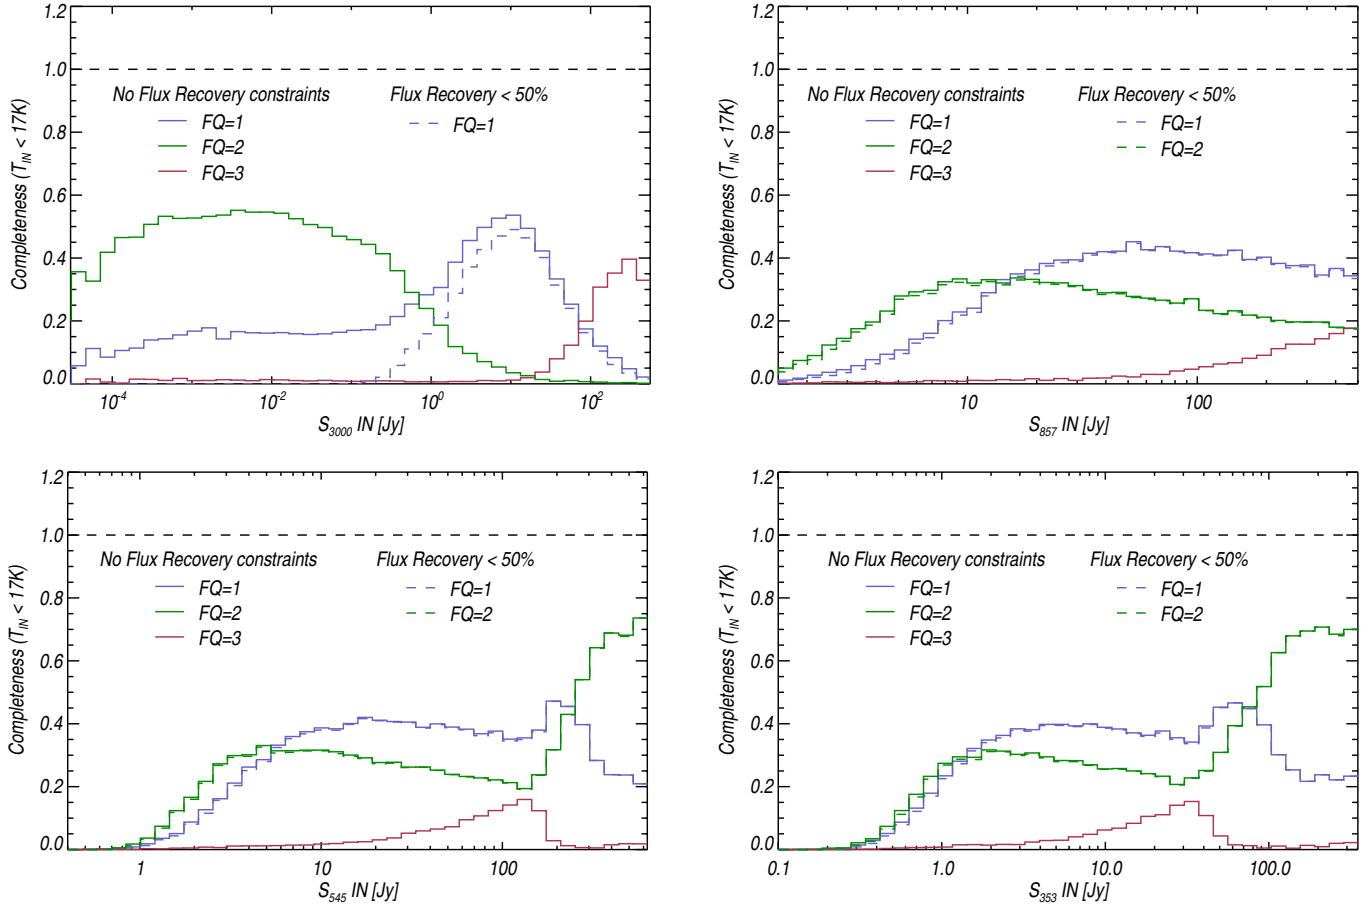 1.2
1.0
0.8
0.6
0.4
0.2
0.0
Completeness (T_IN < 17K)
No Flux Recovery constraints
FQ=1
FQ=2
FQ=3
Flux Recovery < 50%
FQ=1
10^-4 10^-2 10^0 10^2
S_3000 IN [Jy]
1.2
1.0
0.8
0.6
0.4
0.2
0.0
Completeness (T_IN < 17K)
No Flux Recovery constraints
FQ=1
FQ=2
FQ=3
Flux Recovery < 50%
FQ=1
FQ=2
10 100
S_857 IN [Jy]
1.2
1.0
0.8
0.6
0.4
0.2
0.0
Completeness (T_IN < 17K)
No Flux Recovery constraints
FQ=1
FQ=2
FQ=3
Flux Recovery < 50%
FQ=1
FQ=2
1 10 100
S_545 IN [Jy]
1.2
1.0
0.8
0.6
0.4
0.2
0.0
Completeness (T_IN < 17K)
No Flux Recovery constraints
FQ=1
FQ=2
FQ=3
Flux Recovery < 50%
FQ=1
FQ=2
0.1 1.0 10.0 100.0
S_353 IN [Jy]